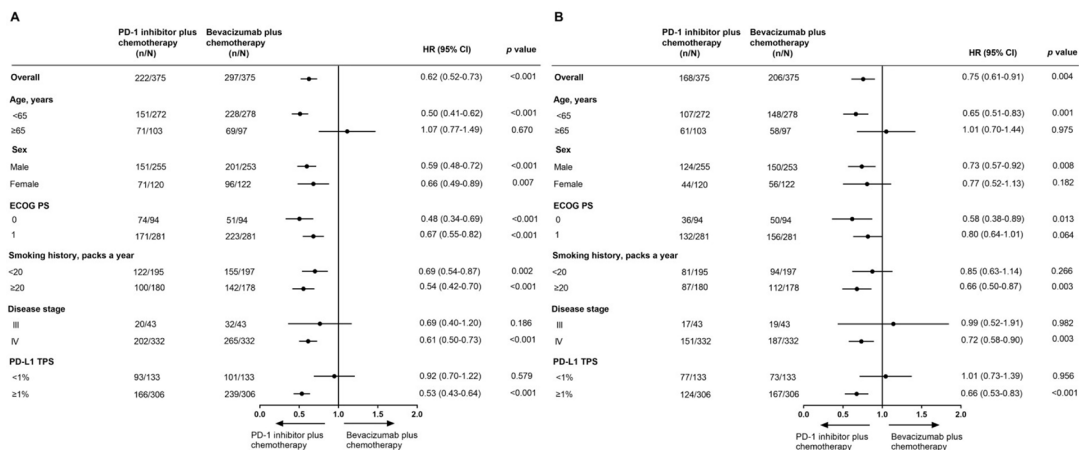 A
PD-1 inhibitor plus chemotherapy (n/N) Bevacizumab plus chemotherapy (n/N) HR (95% CI) p value
Overall 222/375 297/375 0.62 (0.52-0.73) <0.001
Age, years
<65 151/272 228/278 0.50 (0.41-0.62) <0.001
≥65 71/103 69/97 1.07 (0.77-1.49) 0.670
Sex
Male 151/255 201/253 0.59 (0.48-0.72) <0.001
Female 71/120 96/122 0.66 (0.49-0.89) 0.007
ECOG PS
0 74/94 51/94 0.48 (0.34-0.69) <0.001
1 171/281 223/281 0.67 (0.55-0.82) <0.001
Smoking history, packs a year
<20 122/195 155/197 0.69 (0.54-0.87) 0.002
≥20 100/180 142/178 0.54 (0.42-0.70) <0.001
Disease stage
III 20/43 32/43 0.69 (0.40-1.20) 0.186
IV 202/332 265/332 0.61 (0.50-0.73) <0.001
PD-L1 TPS
<1% 93/133 101/133 0.92 (0.70-1.22) 0.579
≥1% 166/306 239/306 0.53 (0.43-0.64) <0.001
0.0 0.5 1.0 1.5 2.0
PD-1 inhibitor plus chemotherapy Bevacizumab plus chemotherapy
B
PD-1 inhibitor plus chemotherapy (n/N) Bevacizumab plus chemotherapy (n/N) HR (95% CI) p value
Overall 168/375 206/375 0.75 (0.61-0.91) 0.004
Age, years
<65 107/272 148/278 0.65 (0.51-0.83) 0.001
≥65 61/103 58/97 1.01 (0.70-1.44) 0.975
Sex
Male 124/255 150/253 0.73 (0.57-0.92) 0.008
Female 44/120 56/122 0.77 (0.52-1.13) 0.182
ECOG PS
0 36/94 50/94 0.58 (0.38-0.89) 0.013
1 132/281 156/281 0.80 (0.64-1.01) 0.064
Smoking history, packs a year
<20 81/195 94/197 0.85 (0.63-1.14) 0.266
≥20 87/180 112/178 0.66 (0.50-0.87) 0.003
Disease stage
III 17/43 19/43 0.99 (0.52-1.91) 0.982
IV 151/332 187/332 0.72 (0.58-0.90) 0.003
PD-L1 TPS
<1% 77/133 73/133 1.01 (0.73-1.39) 0.956
≥1% 124/306 167/306 0.66 (0.53-0.83) <0.001
0.0 0.5 1.0 1.5 2.0
PD-1 inhibitor plus chemotherapy Bevacizumab plus chemotherapy